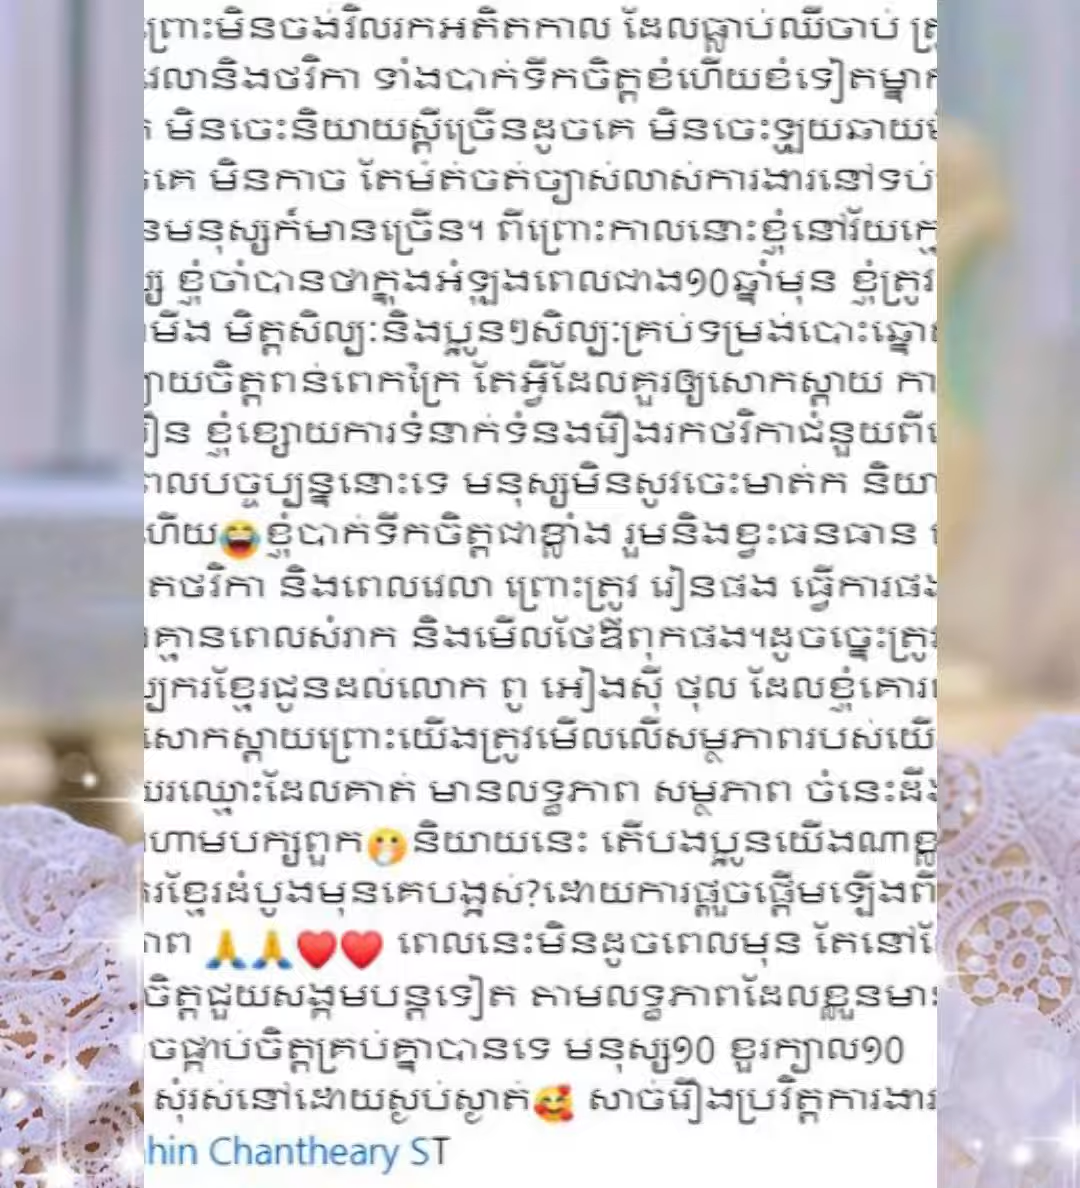 ព្រោះមិនចង់រំលរកអតិតកាល ដែលធ្លាប់ឈឺចាប់
វេលានិងថវិកា ទាំងបាក់ទឹកចិត្តខំហើយខំទៀតម្នាក់
មិនចេះនិយាយស្ដីច្រើនដូចគេ មិនចេះឡូយឆាយ
គេ មិនកាច តែម៉ត់ចត់ច្បាស់លាស់ការងារនៅទប់
មនុស្សក៏មានច្រើន។ ពីព្រោះកាលនោះខ្ញុំនៅវ័យក្មេ
ខ្ញុំចាំបានថាក្នុងអំឡុងពេលជាង១០ឆ្នាំមុន ខ្ញុំត្រូវ
មីង មិត្តសិល្បៈនិងប្អូនៗសិល្បៈគ្រប់ទម្រង់បោះឆ្នោ
យចិត្តពន់ពេកក្រៃ តែអ្វីដែលគួរឲ្យសោកស្ដាយ កា
រៀន ខ្ញុំខ្សោយការទំនាក់ទំនងរឿងរកថវិកាជំនួយពី
លបច្ចុប្បន្ននោះទេ មនុស្សមិនសូវចេះមាត់ក និយា
ហើយ😂ខ្ញុំបាក់ទឹកចិត្តជាខ្លាំង រួមនិងខ្វះធនធាន
តថវិកា និងពេលវេលា ព្រោះត្រូវ រៀនផង ធ្វើការផង
គ្មានពេលសំរាក និងមើលថែឪពុកផង។ដូច្នេះត្រូវ
ករខ្មែរជូនដល់លោក ពូ អៀងស៊ី ថុល ដែលខ្ញុំគោរ
សោកស្ដាយព្រោះយើងត្រូវមើលលើសម្ថភាពរបស់យើ
ឈ្មោះដែលគាត់ មានលទ្ធភាព សម្ថភាព ចំនេះដឹង
ហាមបក្សពួក🤭និយាយនេះ តើបងប្អូនយើងណាខ្ល
រខ្មែរដំបូងមុនគេបង្អស់?ដោយការផ្ដួចផ្ដើមឡើងពី
ភាព 🙏🙏❤️❤️ ពេលនេះមិនដូចពេលមុន តែនៅតែ
ចិត្តជួយសង្គមបន្តទៀត តាមលទ្ធភាពដែលខ្លួនមា
ចផ្គាប់ចិត្តគ្រប់គ្នាបានទេ មនុស្ស១០ ខួរក្បាល១០
សុំរស់នៅដោយស្ងប់ស្ងាត់🥰 សាច់រឿងប្រវិត្តការងារ
hin Chantheary ST